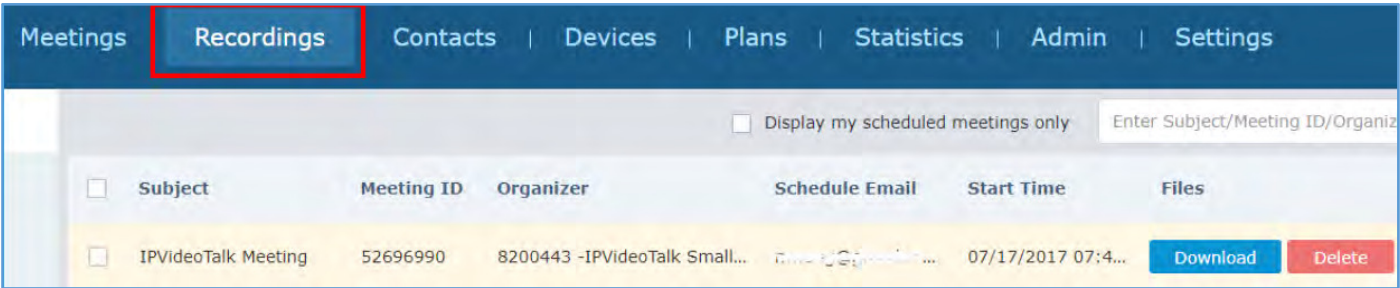 Meetings Recordings Contacts | Devices | Plans | Statistics | Admin | Settings
Display my scheduled meetings only Enter Subject/Meeting ID/Organiz
Subject Meeting ID Organizer Schedule Email Start Time Files
IPVideoTalk Meeting 52696990 8200443 -IPVideoTalk Small... 07/17/2017 07:4... Download Delete